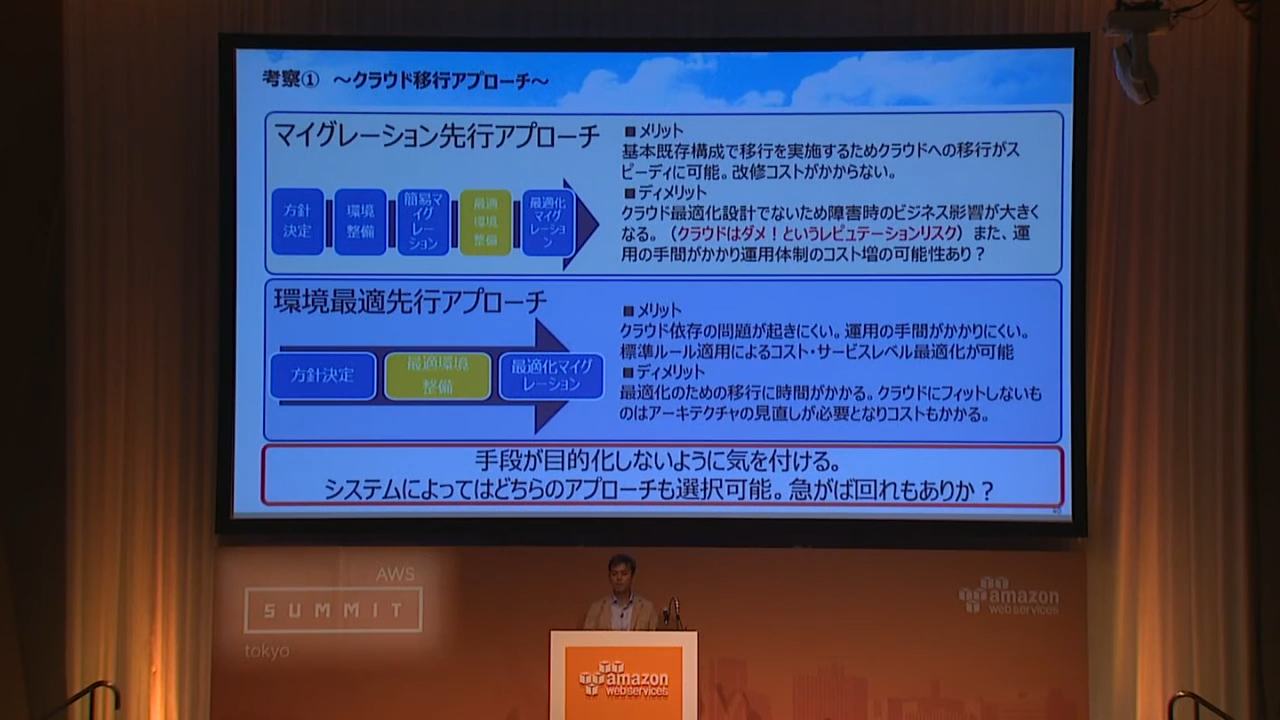 考察① ～クラウド移行アプローチ～
マイグレーション先行アプローチ
方針
決定
環境
整備
簡易マ
イグ
レー
ション
最適
環境
整備
最適化
マイグ
レーショ
ン
■メリット
基本既存構成で移行を実施するためクラウドへの移行がス
ピーディに可能。改修コストがかからない。
■ディメリット
クラウド最適化設計でないため障害時のビジネス影響が大きく
なる。（クラウドはダメ！というレピュテーションリスク）また、運
用の手間がかかり運用体制のコスト増の可能性あり？
環境最適先行アプローチ
方針決定
最適環境
整備
最適化マイグ
レーション
■メリット
クラウド依存の問題が起きにくい。運用の手間がかかりにくい。
標準ルール適用によるコスト・サービスレベル最適化が可能
■ディメリット
最適化のための移行に時間がかかる。クラウドにフィットしないも
のはアーキテクチャの見直しが必要となりコストもかかる。
手段が目的化しないように気を付ける。
システムによってはどちらのアプローチも選択可能。急がば回れもありか？
AWS
SUMMIT
tokyo
amazon
web services
amazon
web services